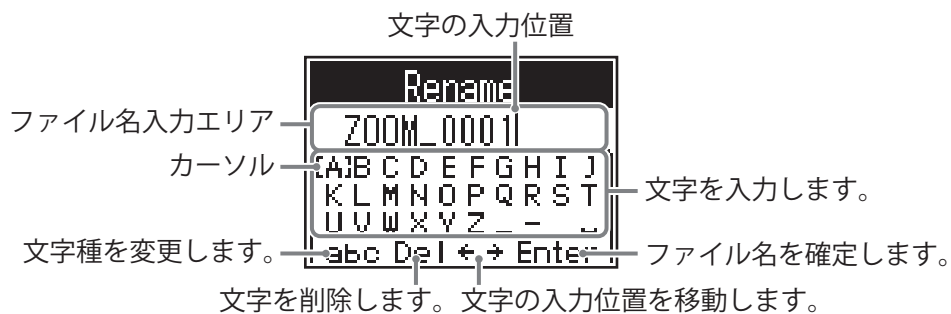 文字の入力位置
Rename
ファイル名入力エリア
ZOOM_0001
カーソル
[A]B C D E F G H I J
K L M N O P Q R S T
U V W X Y Z _ - ␣
文字を入力します。
文字種を変更します。
abc Del ← → Enter
ファイル名を確定します。
文字を削除します。
文字の入力位置を移動します。